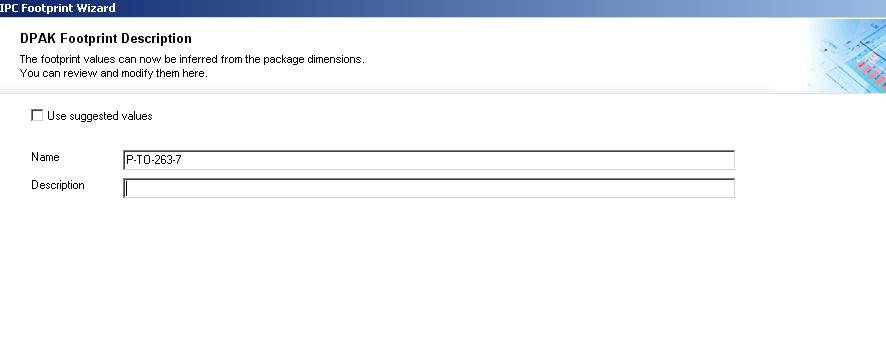 IPC Footprint Wizard
DPAK Footprint Description
The footprint values can now be inferred from the package dimensions.
You can review and modify them here.
Use suggested values
Name
P-TO-263-7
Description